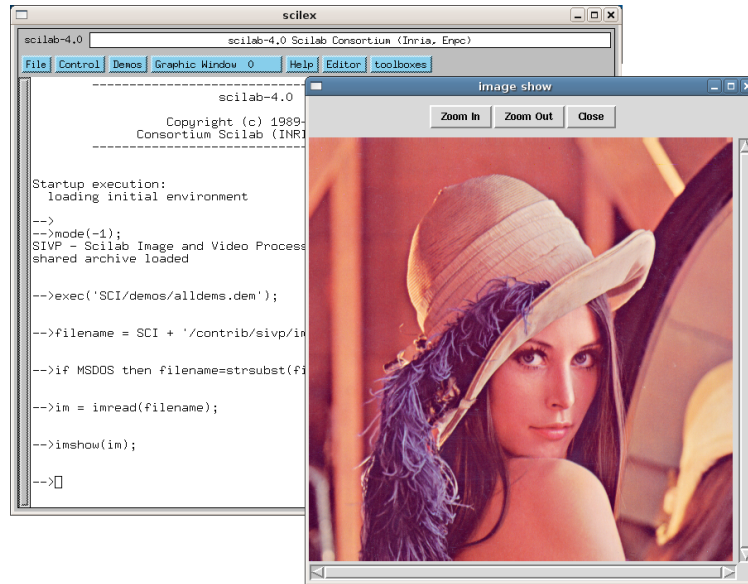 scilex
scilab-4.0 scilab-4.0 Scilab Consortium (Inria, Enpc)
File Control Demos Graphic Window 0 Help Editor toolboxes
scilab-4.0
Copyright (c) 1989-
Consortium Scilab (INRI
Startup execution:
loading initial environment
-->
-->mode(-1);
SIVP - Scilab Image and Video Process
shared archive loaded
-->exec('SCI/demos/alldems.dem');
-->filename = SCI + '/contrib/sivp/im
-->if MSDOS then filename=strsubst(fi
-->im = imread(filename);
-->imshow(im);
-->
image show
Zoom In Zoom Out Close